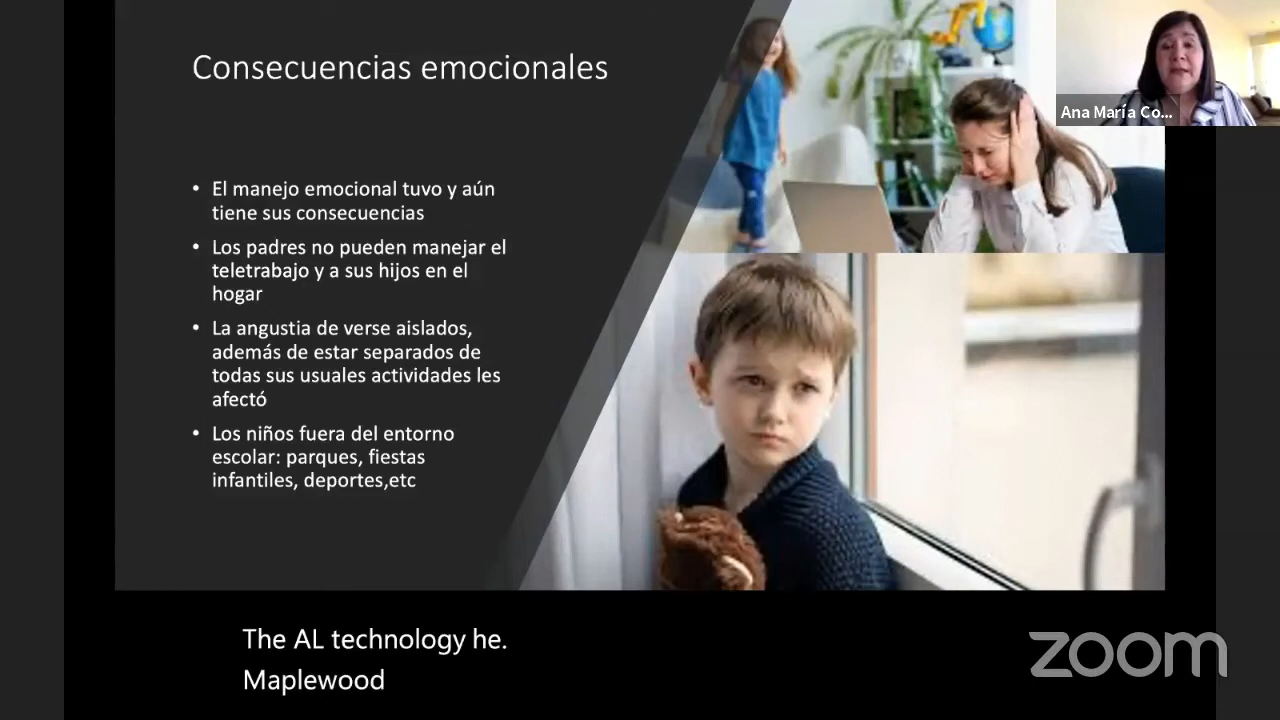 Consecuencias emocionales
Ana María Co...
• El manejo emocional tuvo y aún
tiene sus consecuencias
• Los padres no pueden manejar el
teletrabajo y a sus hijos en el
hogar
• La angustia de verse aislados,
además de estar separados de
todas sus usuales actividades les
afectó
• Los niños fuera del entorno
escolar: parques, fiestas
infantiles, deportes,etc
The AL technology he.
Maplewood
zoom